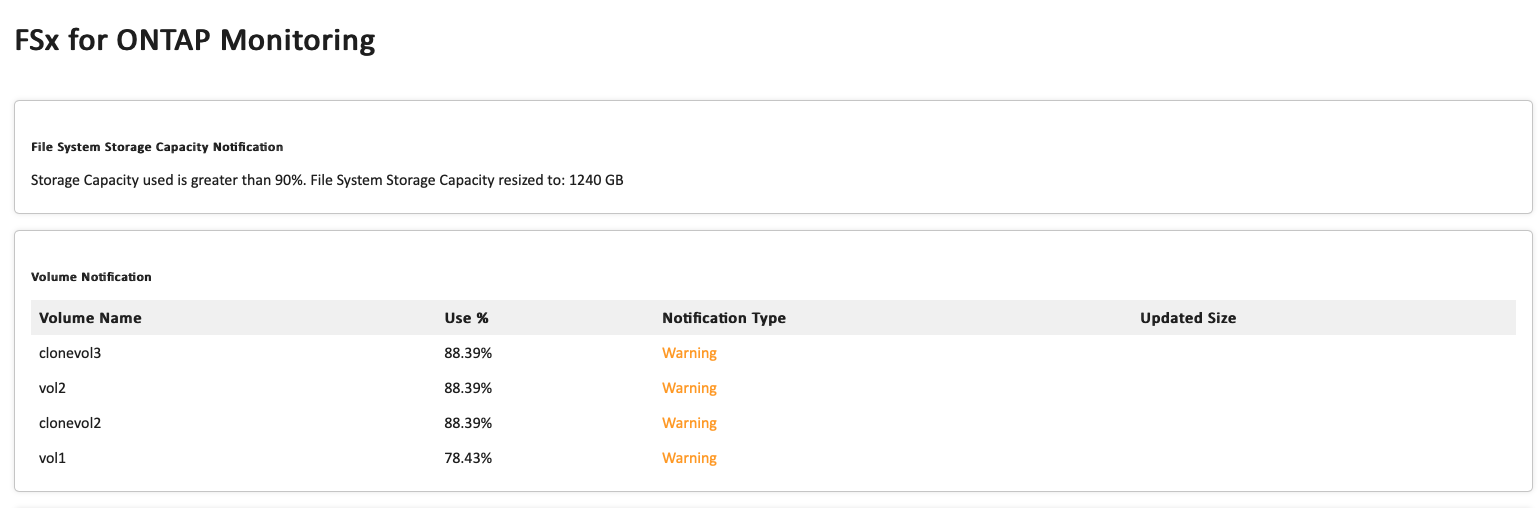 FSx for ONTAP Monitoring
File System Storage Capacity Notification
Storage Capacity used is greater than 90%. File System Storage Capacity resized to: 1240 GB
Volume Notification
Volume Name Use % Notification Type Updated Size
clonevol3 88.39% Warning
vol2 88.39% Warning
clonevol2 88.39% Warning
vol1 78.43% Warning